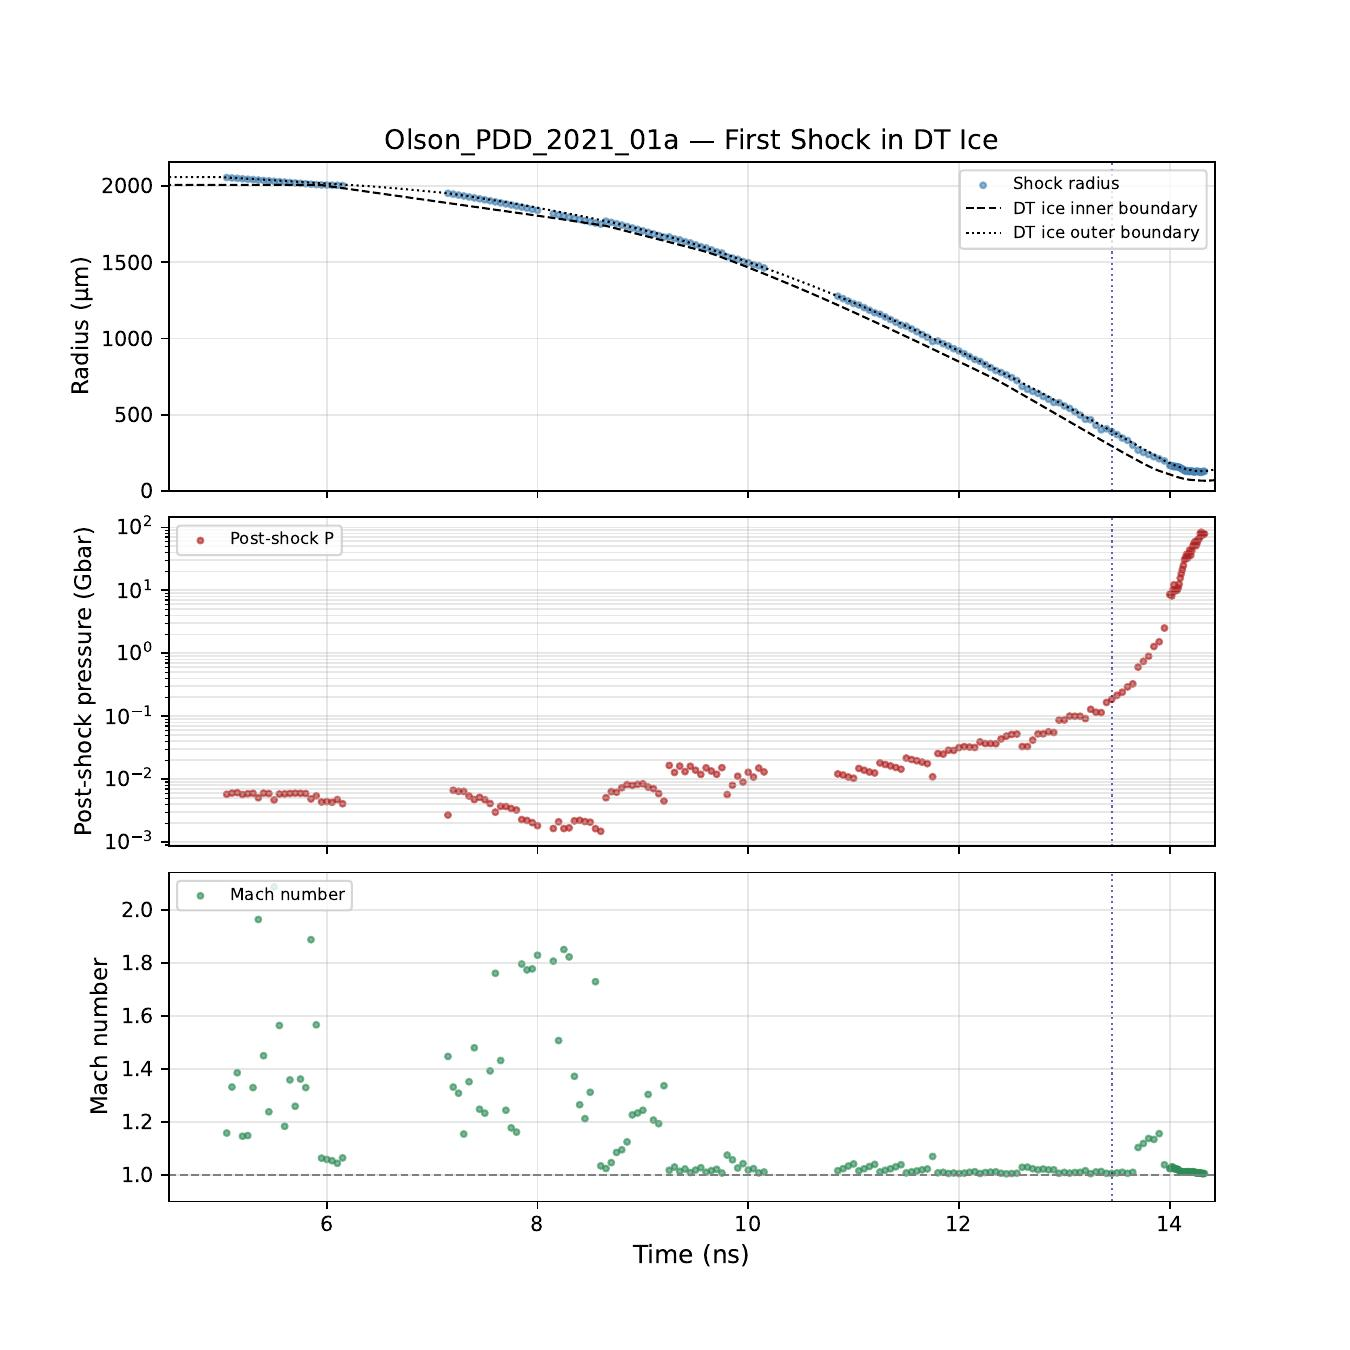 Olson_PDD_2021_01a — First Shock in DT Ice
Radius (µm)
2000
1500
1000
500
0
Shock radius
DT ice inner boundary
DT ice outer boundary
Post-shock pressure (Gbar)
10²
10¹
10⁰
10⁻¹
10⁻²
10⁻³
Post-shock P
Mach number
2.0
1.8
1.6
1.4
1.2
1.0
Mach number
6 8 10 12 14
Time (ns)